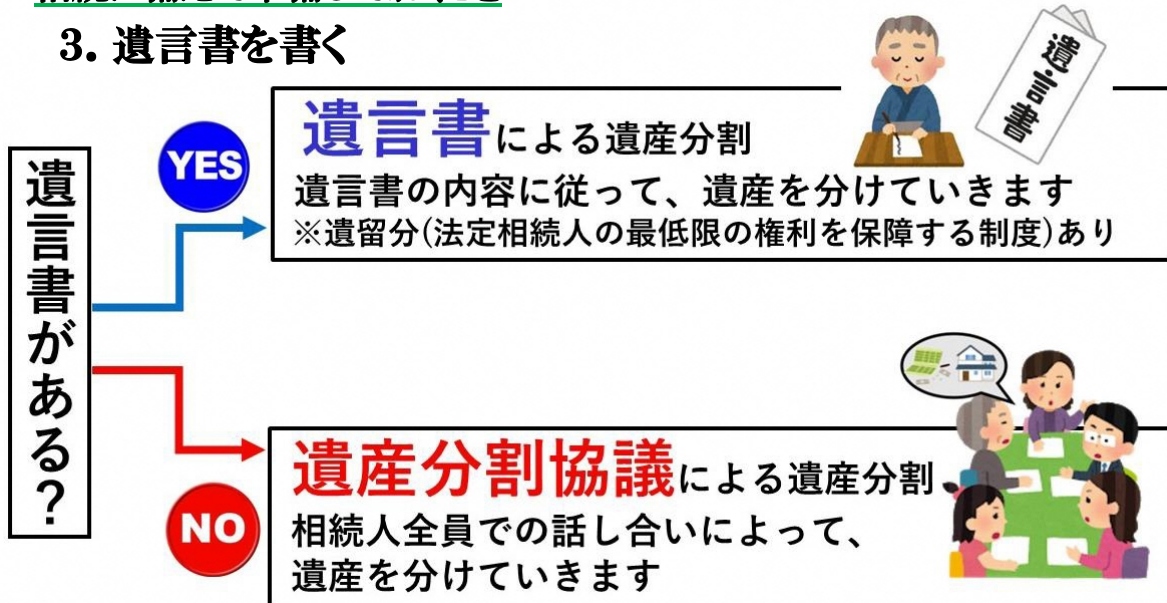 3. 遺言書を書く
遺言書がある？
YES
遺言書による遺産分割
遺言書の内容に従って、遺産を分けていきます
※遺留分(法定相続人の最低限の権利を保障する制度)あり
遺言書
NO
遺産分割協議による遺産分割
相続人全員での話し合いによって、
遺産を分けていきます